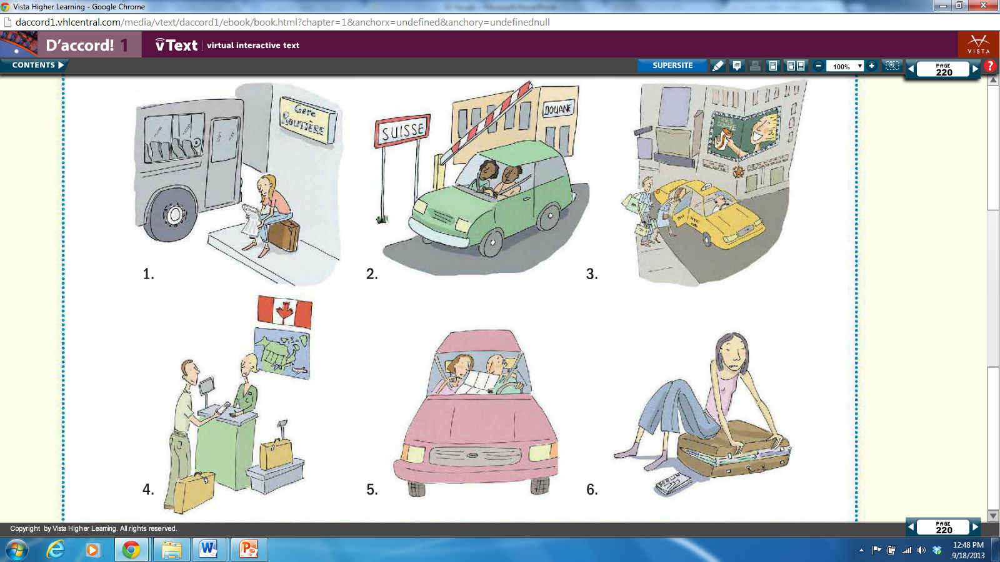 Vista Higher Learning - Google Chrome
daccord1.vhlcentral.com/media/vtext/daccord1/ebook/book.html?chapter=1&anchorx=undefined&anchory=undefinednull
D'accord! 1 vText virtual interactive text VISTA
CONTENTS SUPERSITE 100% PAGE 220 ?
Gare
ROUTIÈRE
SUISSE
DOUANE
1. 2. 3.
BERLIN
4. 5. 6.
Copyright by Vista Higher Learning. All rights reserved. PAGE 220
12:48 PM
9/18/2013